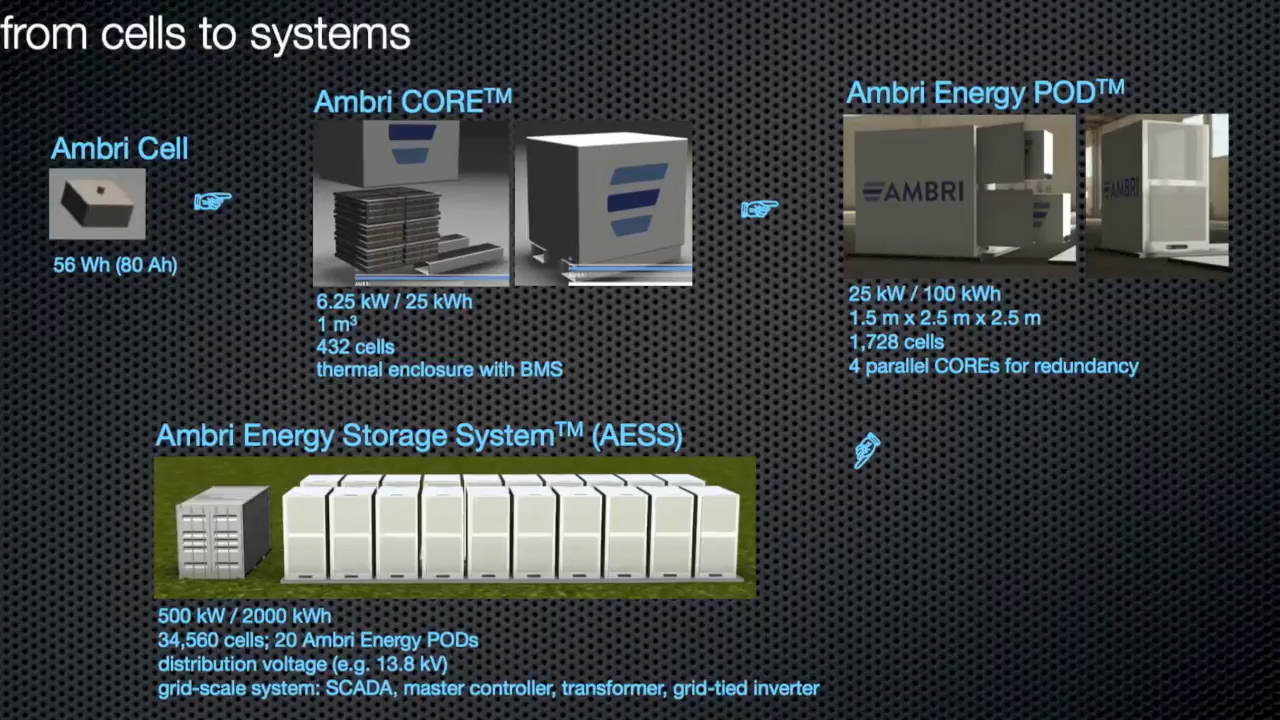 from cells to systems
Ambri Cell
56 Wh (80 Ah)
Ambri CORE™
6.25 kW / 25 kWh
1 m³
432 cells
thermal enclosure with BMS
Ambri Energy POD™
AMBRI
AMBRI
25 kW / 100 kWh
1.5 m x 2.5 m x 2.5 m
1,728 cells
4 parallel COREs for redundancy
Ambri Energy Storage System™ (AESS)
500 kW / 2000 kWh
34,560 cells; 20 Ambri Energy PODs
distribution voltage (e.g. 13.8 kV)
grid-scale system: SCADA, master controller, transformer, grid-tied inverter